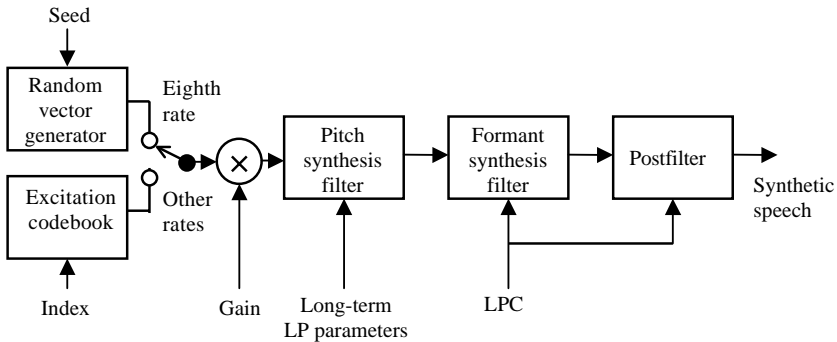 Seed
Random
vector
generator
Eighth
rate
Excitation
codebook
Other
rates
Index
×
Gain
Pitch
synthesis
filter
Long-term
LP parameters
Formant
synthesis
filter
LPC
Postfilter
Synthetic
speech